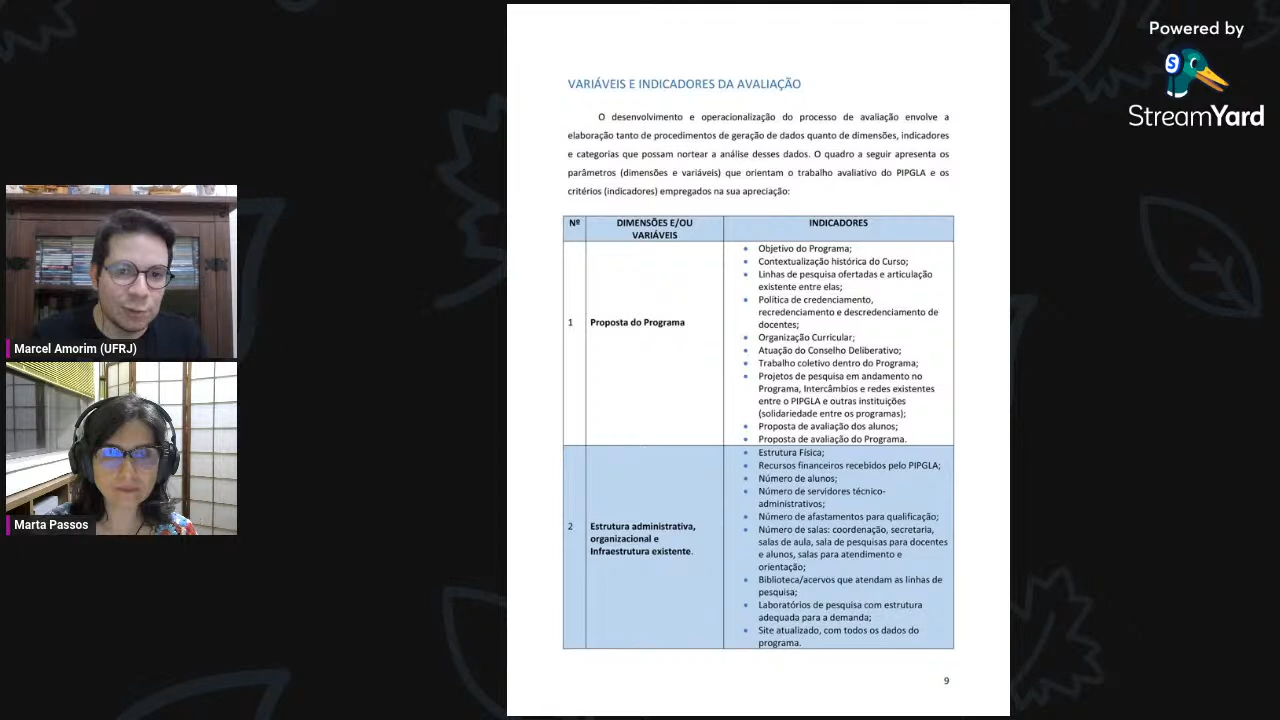 Powered by
StreamYard
Marcel Amorim (UFRJ)
Marta Passos
VARIÁVEIS E INDICADORES DA AVALIAÇÃO
O desenvolvimento e operacionalização do processo de avaliação envolve a
elaboração tanto de procedimentos de geração de dados quanto de dimensões, indicadores
e categorias que possam nortear a análise desses dados. O quadro a seguir apresenta os
parâmetros (dimensões e variáveis) que orientam o trabalho avaliativo do PIPGLA e os
critérios (indicadores) empregados na sua apreciação:
Nº
DIMENSÕES E/OU
VARIÁVEIS
INDICADORES
1
Proposta do Programa
• Objetivo do Programa;
• Contextualização histórica do Curso;
• Linhas de pesquisa ofertadas e articulação
existente entre elas;
• Política de credenciamento,
recredenciamento e descredenciamento de
docentes;
• Organização Curricular;
• Atuação do Conselho Deliberativo;
• Trabalho coletivo dentro do Programa;
• Projetos de pesquisa em andamento no
Programa, Intercâmbios e redes existentes
entre o PIPGLA e outras instituições
(solidariedade entre os programas);
• Proposta de avaliação dos alunos;
• Proposta de avaliação do Programa.
2
Estrutura administrativa,
organizacional e
Infraestrutura existente.
• Estrutura Física;
• Recursos financeiros recebidos pelo PIPGLA;
• Número de alunos;
• Número de servidores técnico-
administrativos;
• Número de afastamentos para qualificação;
• Número de salas: coordenação, secretaria,
salas de aula, sala de pesquisas para docentes
e alunos, salas para atendimento e
orientação;
• Biblioteca/acervos que atendam as linhas de
pesquisa;
• Laboratórios de pesquisa com estrutura
adequada para a demanda;
• Site atualizado, com todos os dados do
programa.
9